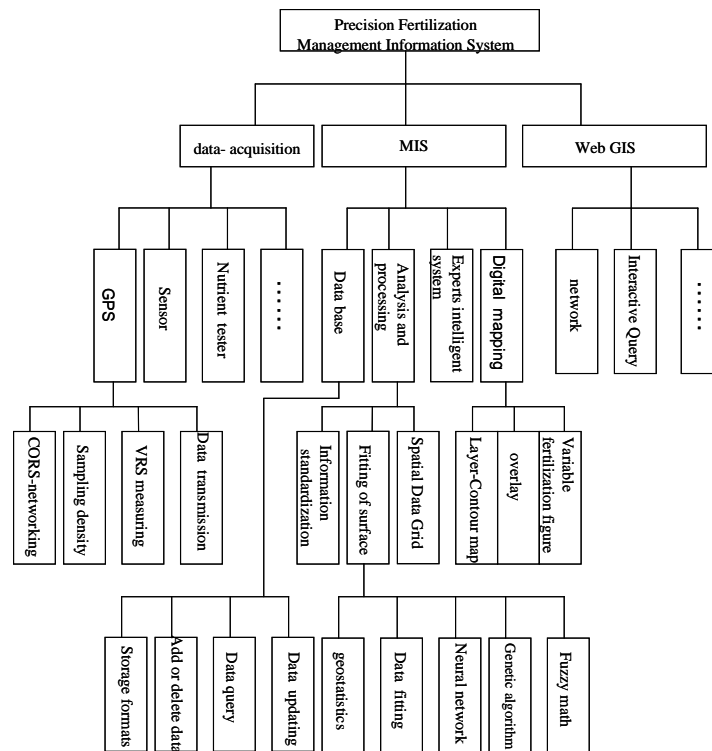 Precision Fertilization
Management Information System
data- acquisition
MIS
Web GIS
GPS
Sensor
Nutrient tester
......
Data base
Analysis and
processing
Experts intelligent
system
Digital mapping
network
Interactive Query
......
CORS-networking
Sampling density
VRS measuring
Data transmission
Information
standardization
Fitting of surface
Spatial Data Grid
Layer-Contour map
overlay
Variable
fertilization figure
Storage formats
Add or delete data
Data query
Data updating
geostatistics
Data fitting
Neural network
Genetic algorithm
Fuzzy math